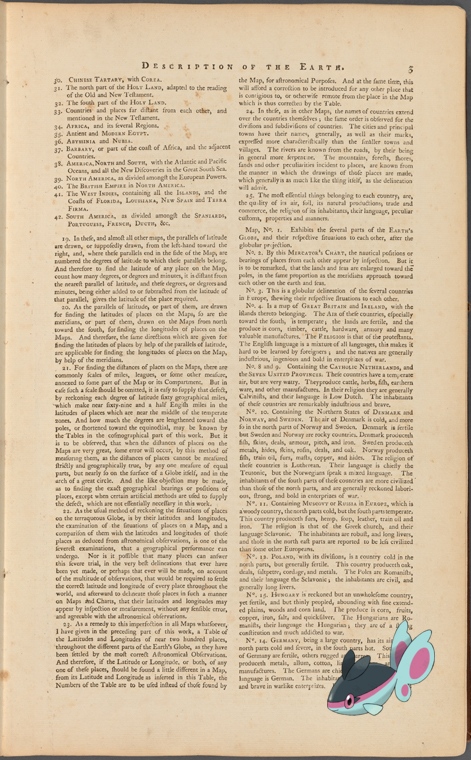 DESCRIPTION OF THE EARTH.
5
30. CHINESE TARTARY, with COREA.
31. The north part of the HOLY LAND, adapted to the reading
of the Old and New Testament.
32. The south part of the HOLY LAND.
33. Countries and places far distant from each other, and
mentioned in the New Testament.
34. AFRICA, and its several Regions.
35. Antient and MODERN EGYPT.
36. ABYSSINIA and NUBIA.
37. BARBARY, or part of the coast of Africa, and the adjacent
Countries.
38. AMERICA, NORTH and SOUTH, with the Atlantic and Pacific
Oceans, and all the New Discoveries in the Great South Sea.
39. NORTH AMERICA, as divided amongst the European Powers.
40. The BRITISH EMPIRE in NORTH AMERICA.
41. The WEST INDIES, containing all the ISLANDS, and the
Coasts of FLORIDA, LOUISIANA, NEW SPAIN and TERRA
FIRMA.
42. SOUTH AMERICA, as divided amongst the SPANIARDS,
PORTUGUESE, FRENCH, DUTCH, &c.
19. In these, and almost all other maps, the parallels of latitude
are drawn, or supposedly drawn, from the left-hand toward the
right, and, where these parallels end in the side of the Map, are
numbered the degrees of latitude to which these parallels belong.
And therefore to find the latitude of any place on the Map,
count how many degrees, or degrees and minutes, it is distant from
the nearest parallel of latitude, and these degrees, or degrees and
minutes, being either added to or subtracted from the latitude of
that parallel, gives the latitude of the place required.
20. As the parallels of latitude, or part of them, are drawn
for finding the latitudes of places on the Maps, so are the
meridians, or part of them, drawn on the Maps from north
toward the south, for finding the longitudes of places on the
Maps. And therefore, the same directions which are given for
finding the latitudes of places by help of the parallels of latitude,
are applicable for finding the longitudes of places on the Map,
by help of the meridians.
21. For finding the distances of places on the Maps, there are
commonly scales of miles, leagues, or some other measure,
annexed to some part of the Map or its Compartment. But in
case such a scale should be omitted, it is easy to supply that defect,
by reckoning each degree of latitude sixty geographical miles,
which make near sixty-nine and a half English miles in the
latitudes of places which are near the middle of the temperate
zones. And how much the degrees are lengthened toward the
poles, or shortened toward the equinoctial, may be known by
the Tables in the cosmographical part of this work. But it
is to be observed, that when the distances of places on the
Maps are very great, some error will occur, by this method of
measuring them, as the distances of places cannot be measured
strictly and geographically true, by any one measure of equal
parts, but nearly so on the surface of a Globe itself, and in the
arch of a great circle. And the like objection may be made,
as to finding the exact geographical bearings or positions of
places, except when certain artificial methods are used to supply
the defect, which are not essentially necessary in this work.
22. As the usual method of reckoning the situations of places
on the terraqueous Globe, is by their latitudes and longitudes,
the examination of the situations of places on a Map, and a
comparison of them with the latitudes and longitudes of those
places as deduced from astronomical observations, is one of the
severest examinations, that a geographical performance can
undergo. Nor is it possible that many places can answer
this severe trial, in the very best delineations that ever have
been yet made, or perhaps that ever will be made, on account
of the multitude of observations, that would be required to settle
the correct latitude and longitude of every place throughout the
world, and afterward to delineate those places in such a manner
on Maps and Charts, that their latitudes and longitudes may
appear by inspection or measurement, without any sensible error,
and agreeable with the astronomical observations.
23. As a remedy to this imperfection in all Maps whatsoever,
I have given in the preceding part of this work, a Table of
the Latitudes and Longitudes of near two hundred places,
throughout the different parts of the Earth's Globe, as they have
been settled by the most correct Astronomical Observations.
And therefore, if the Latitude or Longitude, or both, of any
one of these places, should be found a little different in a Map,
from its Latitude and Longitude as inserted in this Table, the
Numbers of the Table are to be used instead of those found by
the Map, for astronomical Purposes. And at the same time, this
will afford a correction to be introduced for any other place that
is contigious to, or otherwise remote from the place in the Map
which is thus corrected by the Table.
24. In these, as in other Maps, the names of countries extend
over the countries themselves; the same order is observed for the
divisions and subdivisions of countries. The cities and principal
towns have their names, generally, as well as their marks,
expressed more characteristically than the smaller towns and
villages. The rivers are known from the roads, by their being
in general more serpentine. The mountains, forests, shores,
sands and other peculiarities incident to places, are known from
the manner in which the drawings of those places are made,
which generally is as much like the thing itself, as the delineation
will admit.
25. The most essential things belonging to each country, are,
the quality of its air, soil, its natural productions, trade and
commerce, the religion of its inhabitants, their language, peculiar
customs, properties and manners.
Map, No. 1. Exhibits the several parts of the EARTH's
GLOBE, and their respective situations to each other, after the
globular projection.
No. 2. By this MERCATOR's CHART, the nautical positions or
bearings of places from each other appear by inspection. But it
is to be remarked, that the lands and seas are enlarged toward the
poles, in the same proportion as the meridians approach toward
each other on the earth and seas.
No. 3. This is a globular delineation of the several countries
in Europe, shewing their respective situations to each other.
No. 4. Is a map of GREAT BRITAIN and IRELAND, with the
islands thereto belonging. The Airs of these countries, especially
toward the south, is temperate; the lands are fertile, and the
produce is corn, timber, cattle, hardware, armory and many
valuable manufactures. The RELIGION is that of the protestants.
The English language is a mixture of all languages, that makes it
hard to be learned by foreigners; and the natives are generally
industrious, ingenious and bold in enterprizes of war.
No. 8 and 9. Containing the CATHOLIC NETHERLANDS, and
the SEVEN UNITED PROVINCES. These countries have a temperate
air, but are very watry. They produce cattle, herbs, fish, earthern
ware, and other manufactures. In their religion they are generally
Calvinists, and their language is Low Dutch. The inhabitants
of these countries are remarkably industrious and brave.
No. 10. Containing the Northern States of DENMARK and
NORWAY, and SWEDEN. The air of Denmark is cold, and more
so in the north parts of Norway and Sweden. Denmark is fertile
but Sweden and Norway are rocky countries. Denmark produceth
fish, skins, deals, armour, pitch, and iron. Sweden produceth
metals, hides, skins, rosin, deals, and oak. Norway produceth
fish, train oil, furs, masts, copper, and hides. The religion of
these countries is Lutheran. Their language is chiefly the
Teutonic, but the Norwegians speak a mixed language. The
inhabitants of the south parts of these countries are more civilized
than those of the north parts, and are generally reckoned laborious,
strong, and bold in enterprizes of war.
No. 11. Containing MUSCOVY or RUSSIA in EUROPE, which is
a woody country, the north parts cold, but the south parts temperate.
This country produceth furs, hemp, soap, leather, train oil and
iron. The religion is that of the Greek church, and their
language Sclavonic. The inhabitants are robust, and long livers,
and those in the north east parts are reported to be less civilized
than some other Europeans.
No. 12. POLAND, with its divisions, is a country cold in the
north parts, but generally fertile. This country produceth oak,
deals, saltpeter, cordage, and masts. The Poles are Romanists,
and their language the Sclavonic; the inhabitants are civil, and
generally long livers.
No. 13. HUNGARY is reckoned but an unwholesome country,
yet fertile, and but thinly peopled, abounding with fine extended
plains, woods and corn land. The produce is corn, fruits,
copper, iron, salt, and quicksilver. The Hungarians are
their language the Hungarian; they are of a
constitution and much addicted to war.
No. 14. GERMANY, being a large country, has its
north parts cold and severe, in the south parts hot.
of Germany are fertile, others rugged
produceth metals, allum, cotton,
manufactures. The Germans are
language is German. The
and brave in warlike enterprizes.